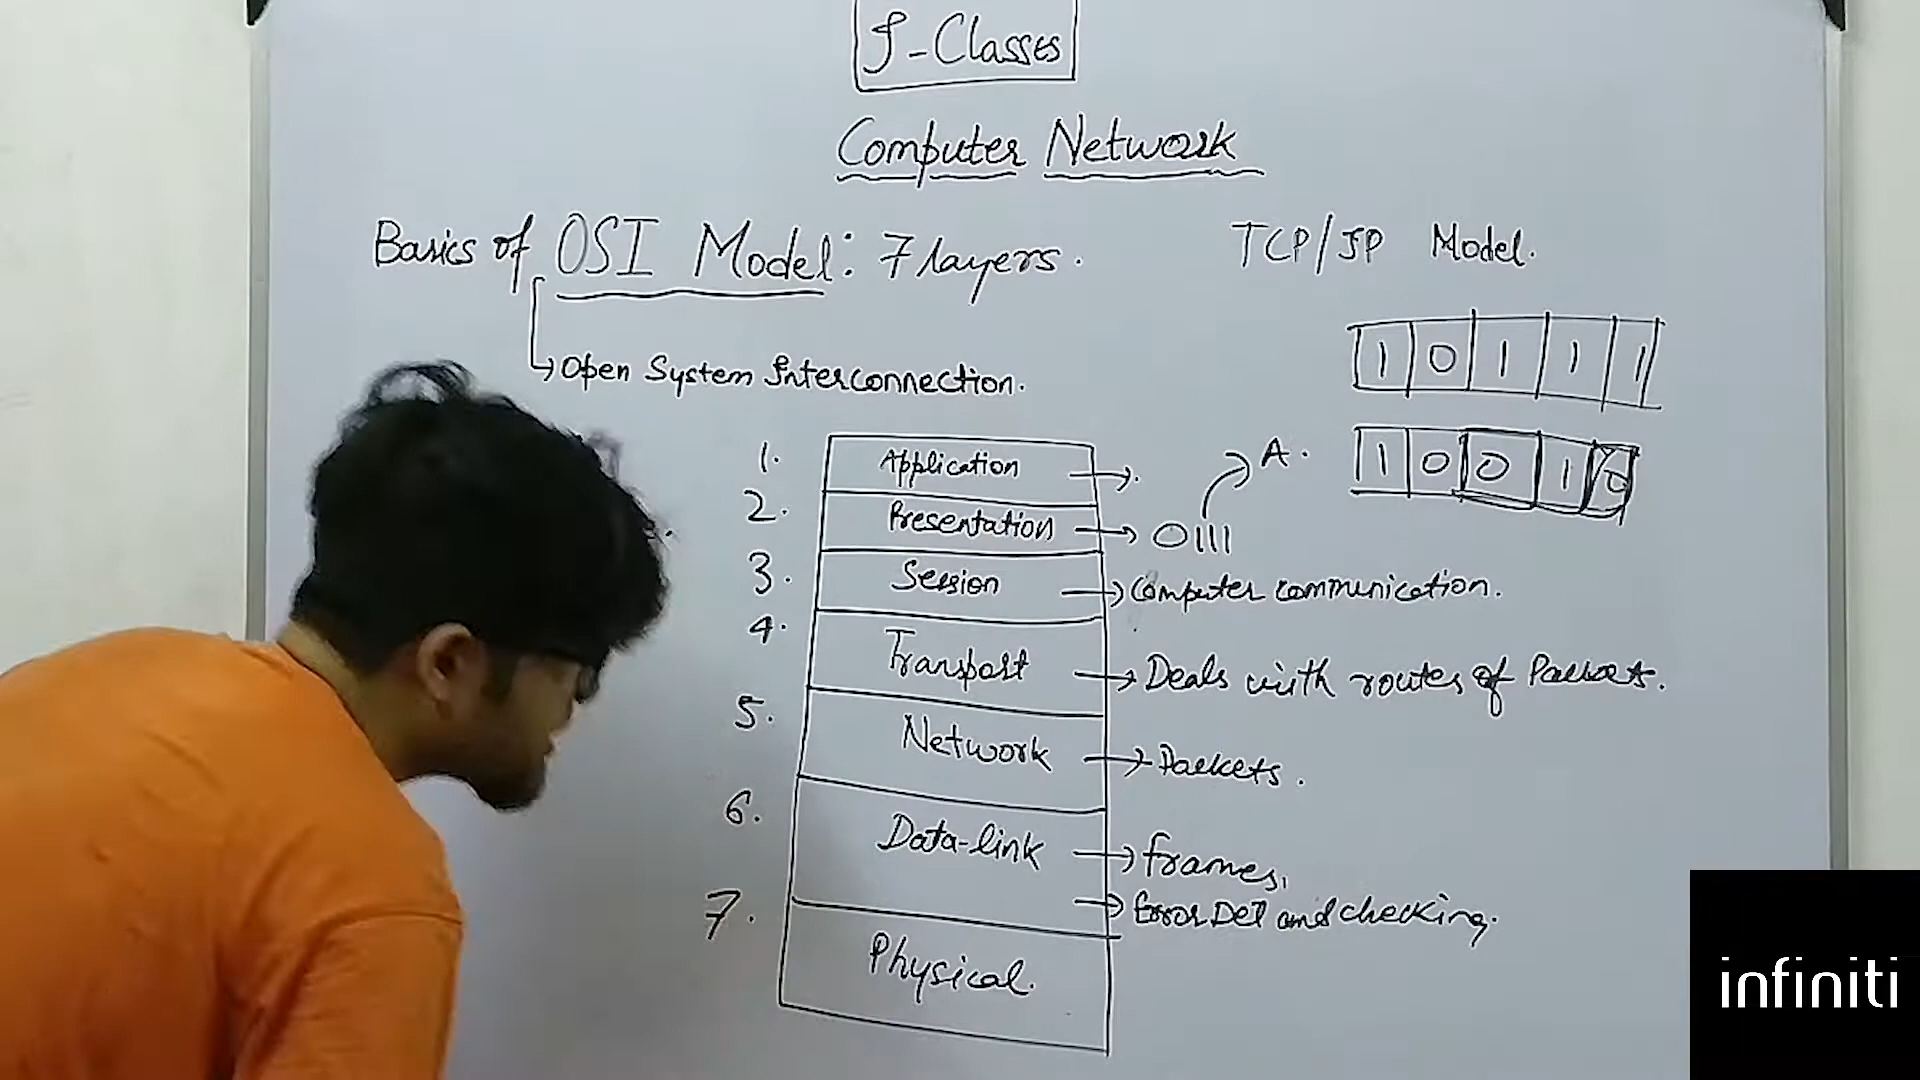 I-Classes
Computer Network
Basics of OSI Model: 7 layers.
TCP/IP Model.
Open System Interconnection.
1 0 1 1 1
1 0 0 1
1. Application
A.
2. Presentation 0111
3. Session Computer communication.
4. Transport Deals with routes of Packets.
5. Network Packets.
6. Data-link frames,
Error Det and checking.
7. Physical.
infiniti